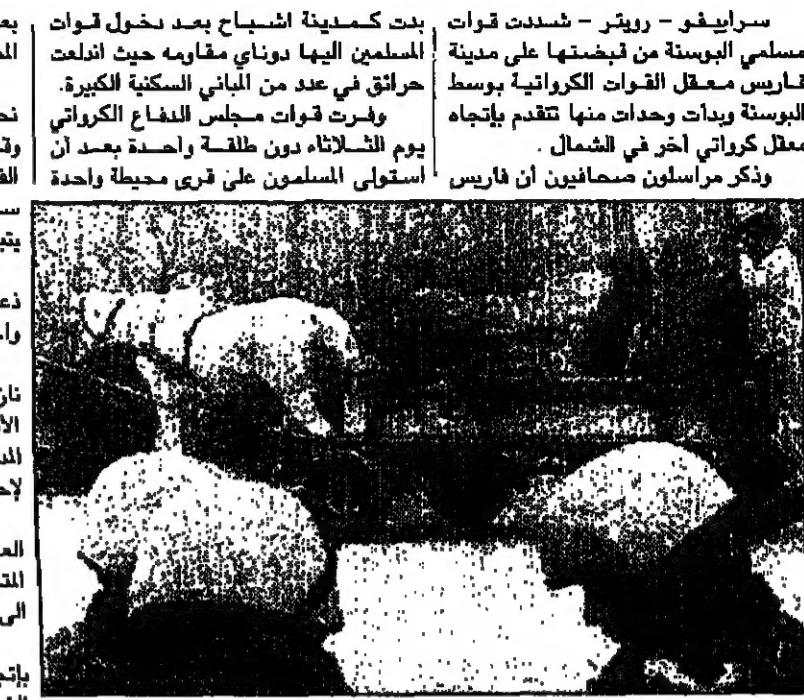 سراييفو – رويتر – شددت قوات
مسلمي البوسنة من قبضتها على مدينة
قاريس معقل القوات الكرواتية بوسط
البوسنة وبدأت وحدات منها تتقدم بإتجاه
معقل كرواتي آخر في الشمال .
وذكر مراسلون صحافيون أن فاريس
بدت كمدينة اشباح بعد دخول قوات
المسلمين اليها دوناي مقاومه حيث اندلعت
حرائق في عدد من المباني السكنية الكبيرة.
وفرت قوات مجلس الدفاع الكرواتي
يوم الثلاثاء دون طلقة واحدة بعد أن
استولى المسلمون على قرى محيطة واحدة